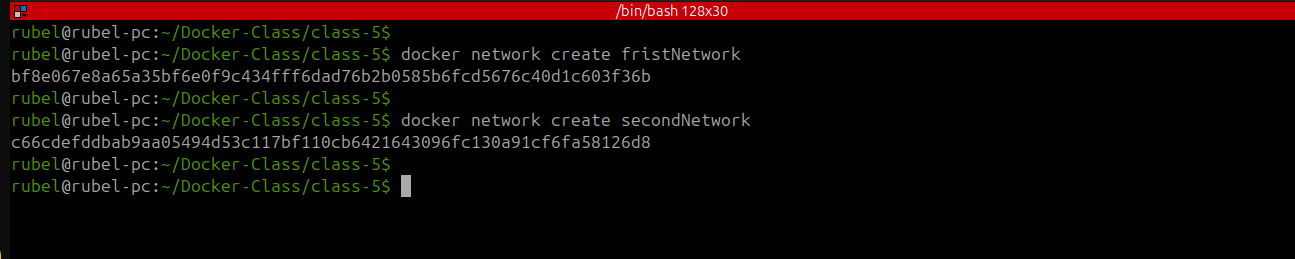 /bin/bash 128x30
rubel@rubel-pc:~/Docker-Class/class-5$
rubel@rubel-pc:~/Docker-Class/class-5$ docker network create fristNetwork
bf8e067e8a65a35bf6e0f9c434fff6dad76b2b0585b6fcd5676c40d1c603f36b
rubel@rubel-pc:~/Docker-Class/class-5$
rubel@rubel-pc:~/Docker-Class/class-5$ docker network create secondNetwork
c66cdefddbab9aa05494d53c117bf110cb6421643096fc130a91cf6fa58126d8
rubel@rubel-pc:~/Docker-Class/class-5$
rubel@rubel-pc:~/Docker-Class/class-5$